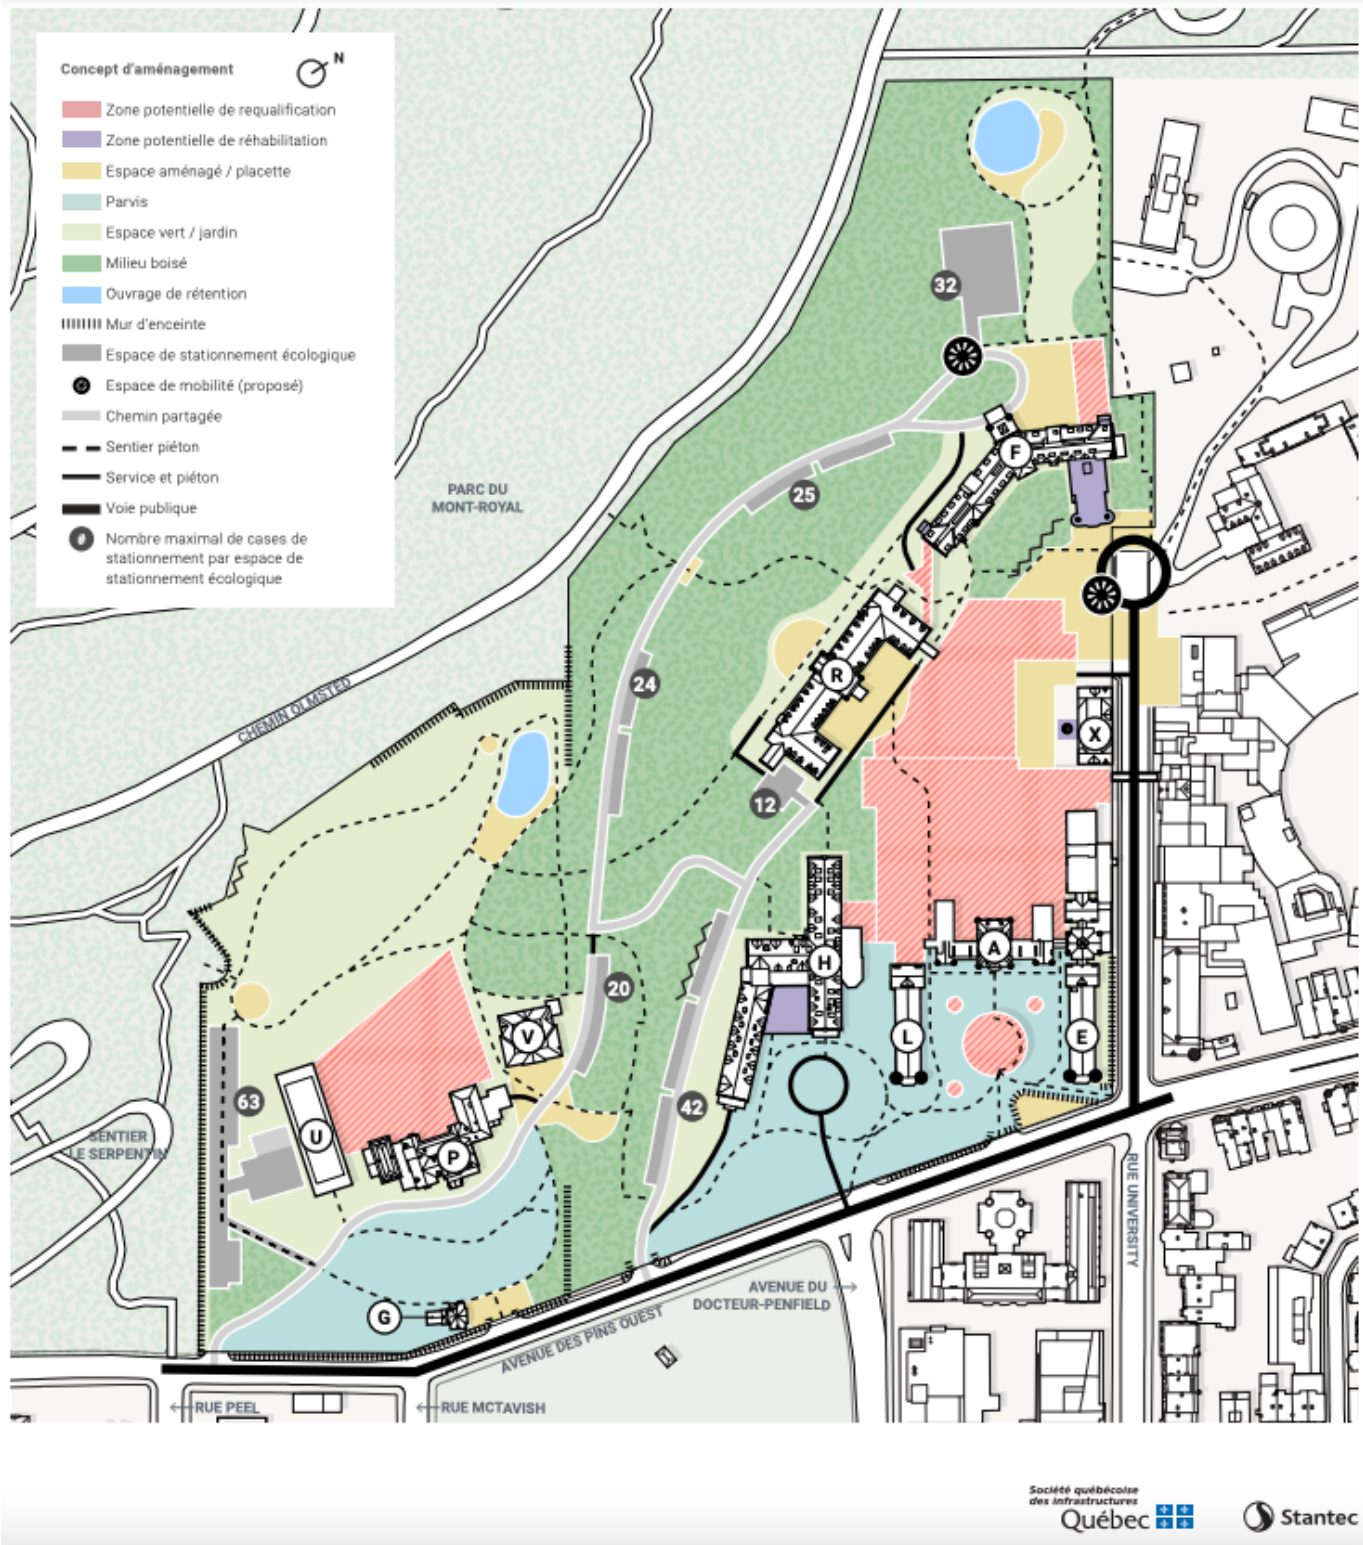 Concept d'aménagement
N
Zone potentielle de requalification
Zone potentielle de réhabilitation
Espace aménagé / placette
Parvis
Espace vert / jardin
Milieu boisé
Ouvrage de rétention
Mur d'enceinte
Espace de stationnement écologique
Espace de mobilité (proposé)
Chemin partagée
Sentier piéton
Service et piéton
Voie publique
Nombre maximal de cases de
stationnement par espace de
stationnement écologique
32
F
25
PARC DU
MONT-ROYAL
R
24
CHEMIN OLMSTED
X
12
A
H
20
V
L
E
63
42
U
SENTIER
LE SERPENTIN
P
RUE UNIVERSITY
AVENUE DU
DOCTEUR-PENFIELD
G
AVENUE DES PINS OUEST
RUE PEEL
RUE MCTAVISH
Société québécoise
des infrastructures
Québec
Stantec